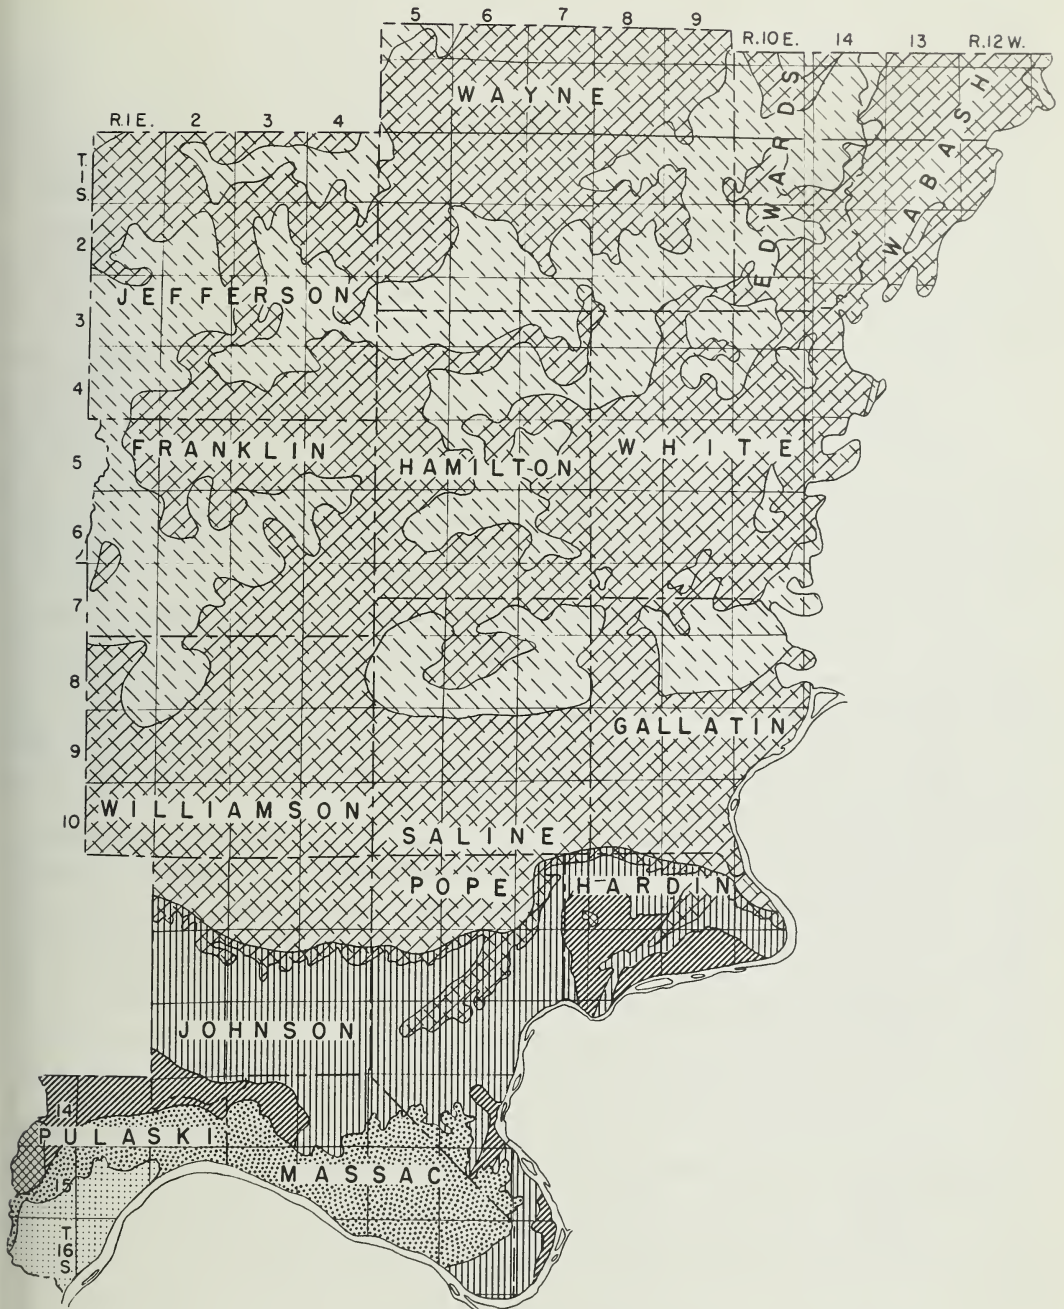 5 6 7 8 9
R.10 E. 14 13 R.12 W.
WAYNE
EDWARDS
WABASH
R.1 E. 2 3 4
T.
1
S.
2
JEFFERSON
3
4
FRANKLIN
HAMILTON
WHITE
5
6
7
8
GALLATIN
9
WILLIAMSON
10
SALINE
POPE
HARDIN
JOHNSON
14
PULASKI
MASSAC
15
T.
16
S.